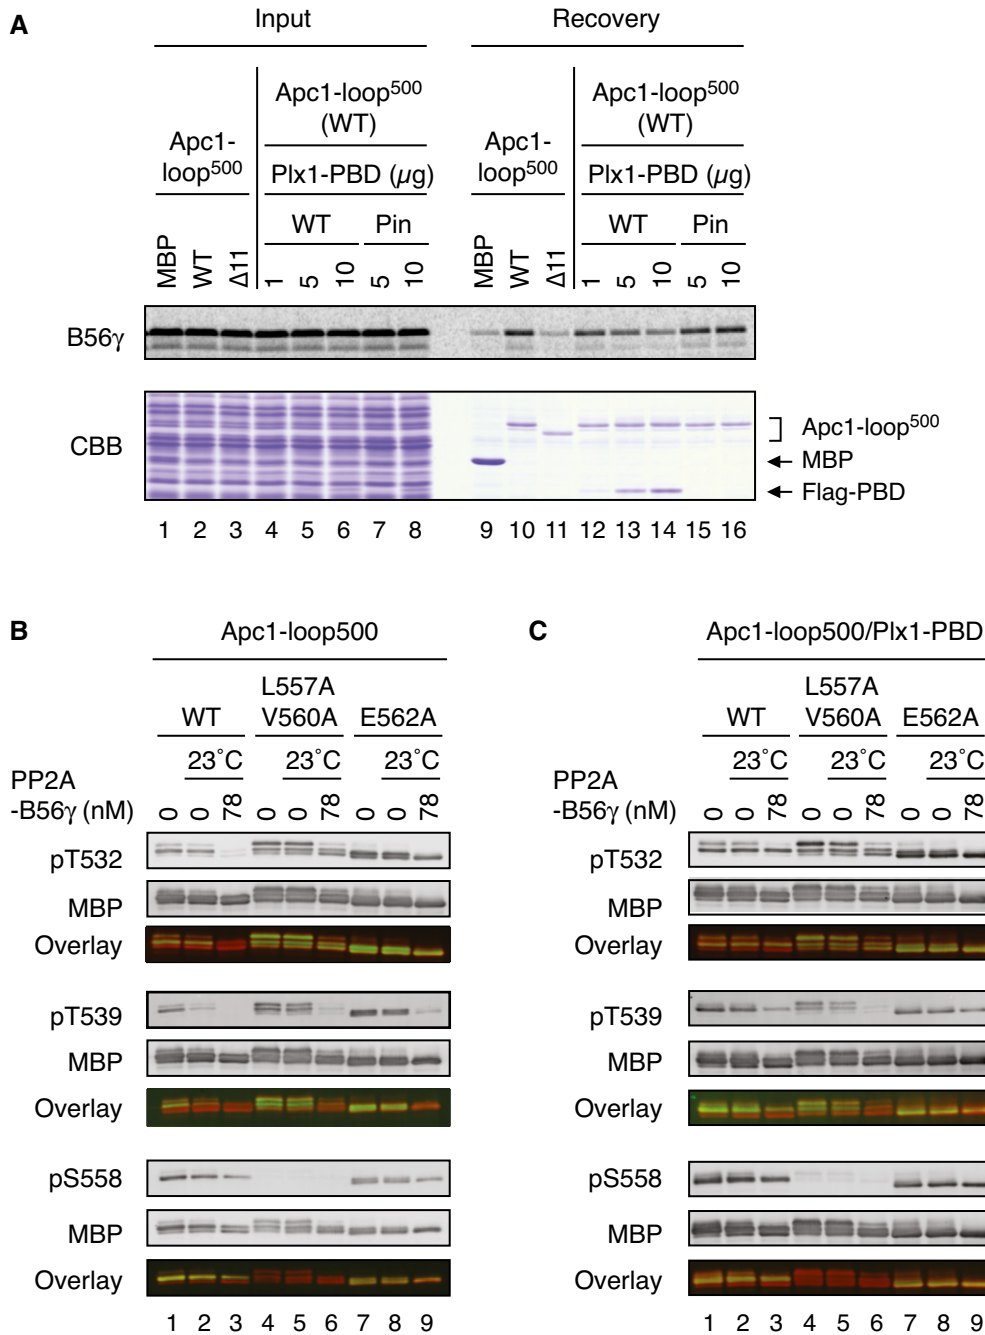 A
Input
Recovery
Apc1-loop500
Apc1-loop500
(WT)
Plx1-PBD (µg)
WT
Pin
MBP
WT
Δ11
1
5
10
5
10
Apc1-loop500
Apc1-loop500
(WT)
Plx1-PBD (µg)
WT
Pin
MBP
WT
Δ11
1
5
10
5
10
B56γ
CBB
Apc1-loop500
MBP
Flag-PBD
1 2 3 4 5 6 7 8 9 10 11 12 13 14 15 16
B
Apc1-loop500
L557A
WT V560A E562A
23˚C 23˚C 23˚C
PP2A
-B56γ (nM) 0 0 78 0 0 78 0 0 78
pT532
MBP
Overlay
pT539
MBP
Overlay
pS558
MBP
Overlay
1 2 3 4 5 6 7 8 9
C
Apc1-loop500/Plx1-PBD
L557A
WT V560A E562A
23˚C 23˚C 23˚C
PP2A
-B56γ (nM) 0 0 78 0 0 78 0 0 78
pT532
MBP
Overlay
pT539
MBP
Overlay
pS558
MBP
Overlay
1 2 3 4 5 6 7 8 9